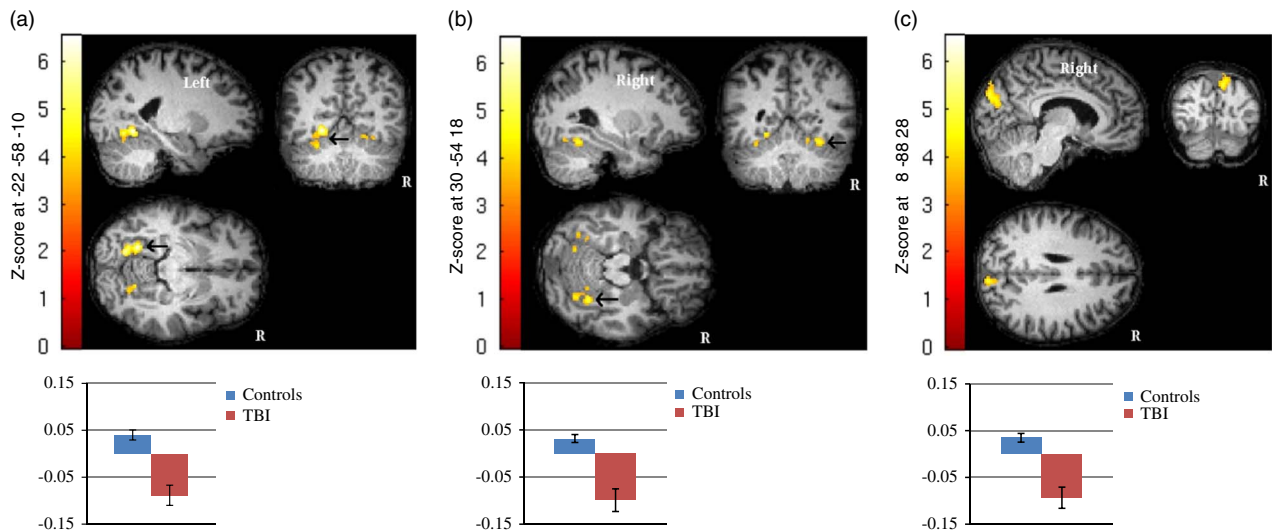 (a)
6
5
4
3
2
1
0
Z-score at -22 -58 -10
Left
R
R
0.15
0.05
-0.05
-0.15
Controls
TBI
(b)
6
5
4
3
2
1
0
Z-score at 30 -54 18
Right
R
R
0.15
0.05
-0.05
-0.15
Controls
TBI
(c)
6
5
4
3
2
1
0
Z-score at 8 -88 28
Right
R
R
0.15
0.05
-0.05
-0.15
Controls
TBI